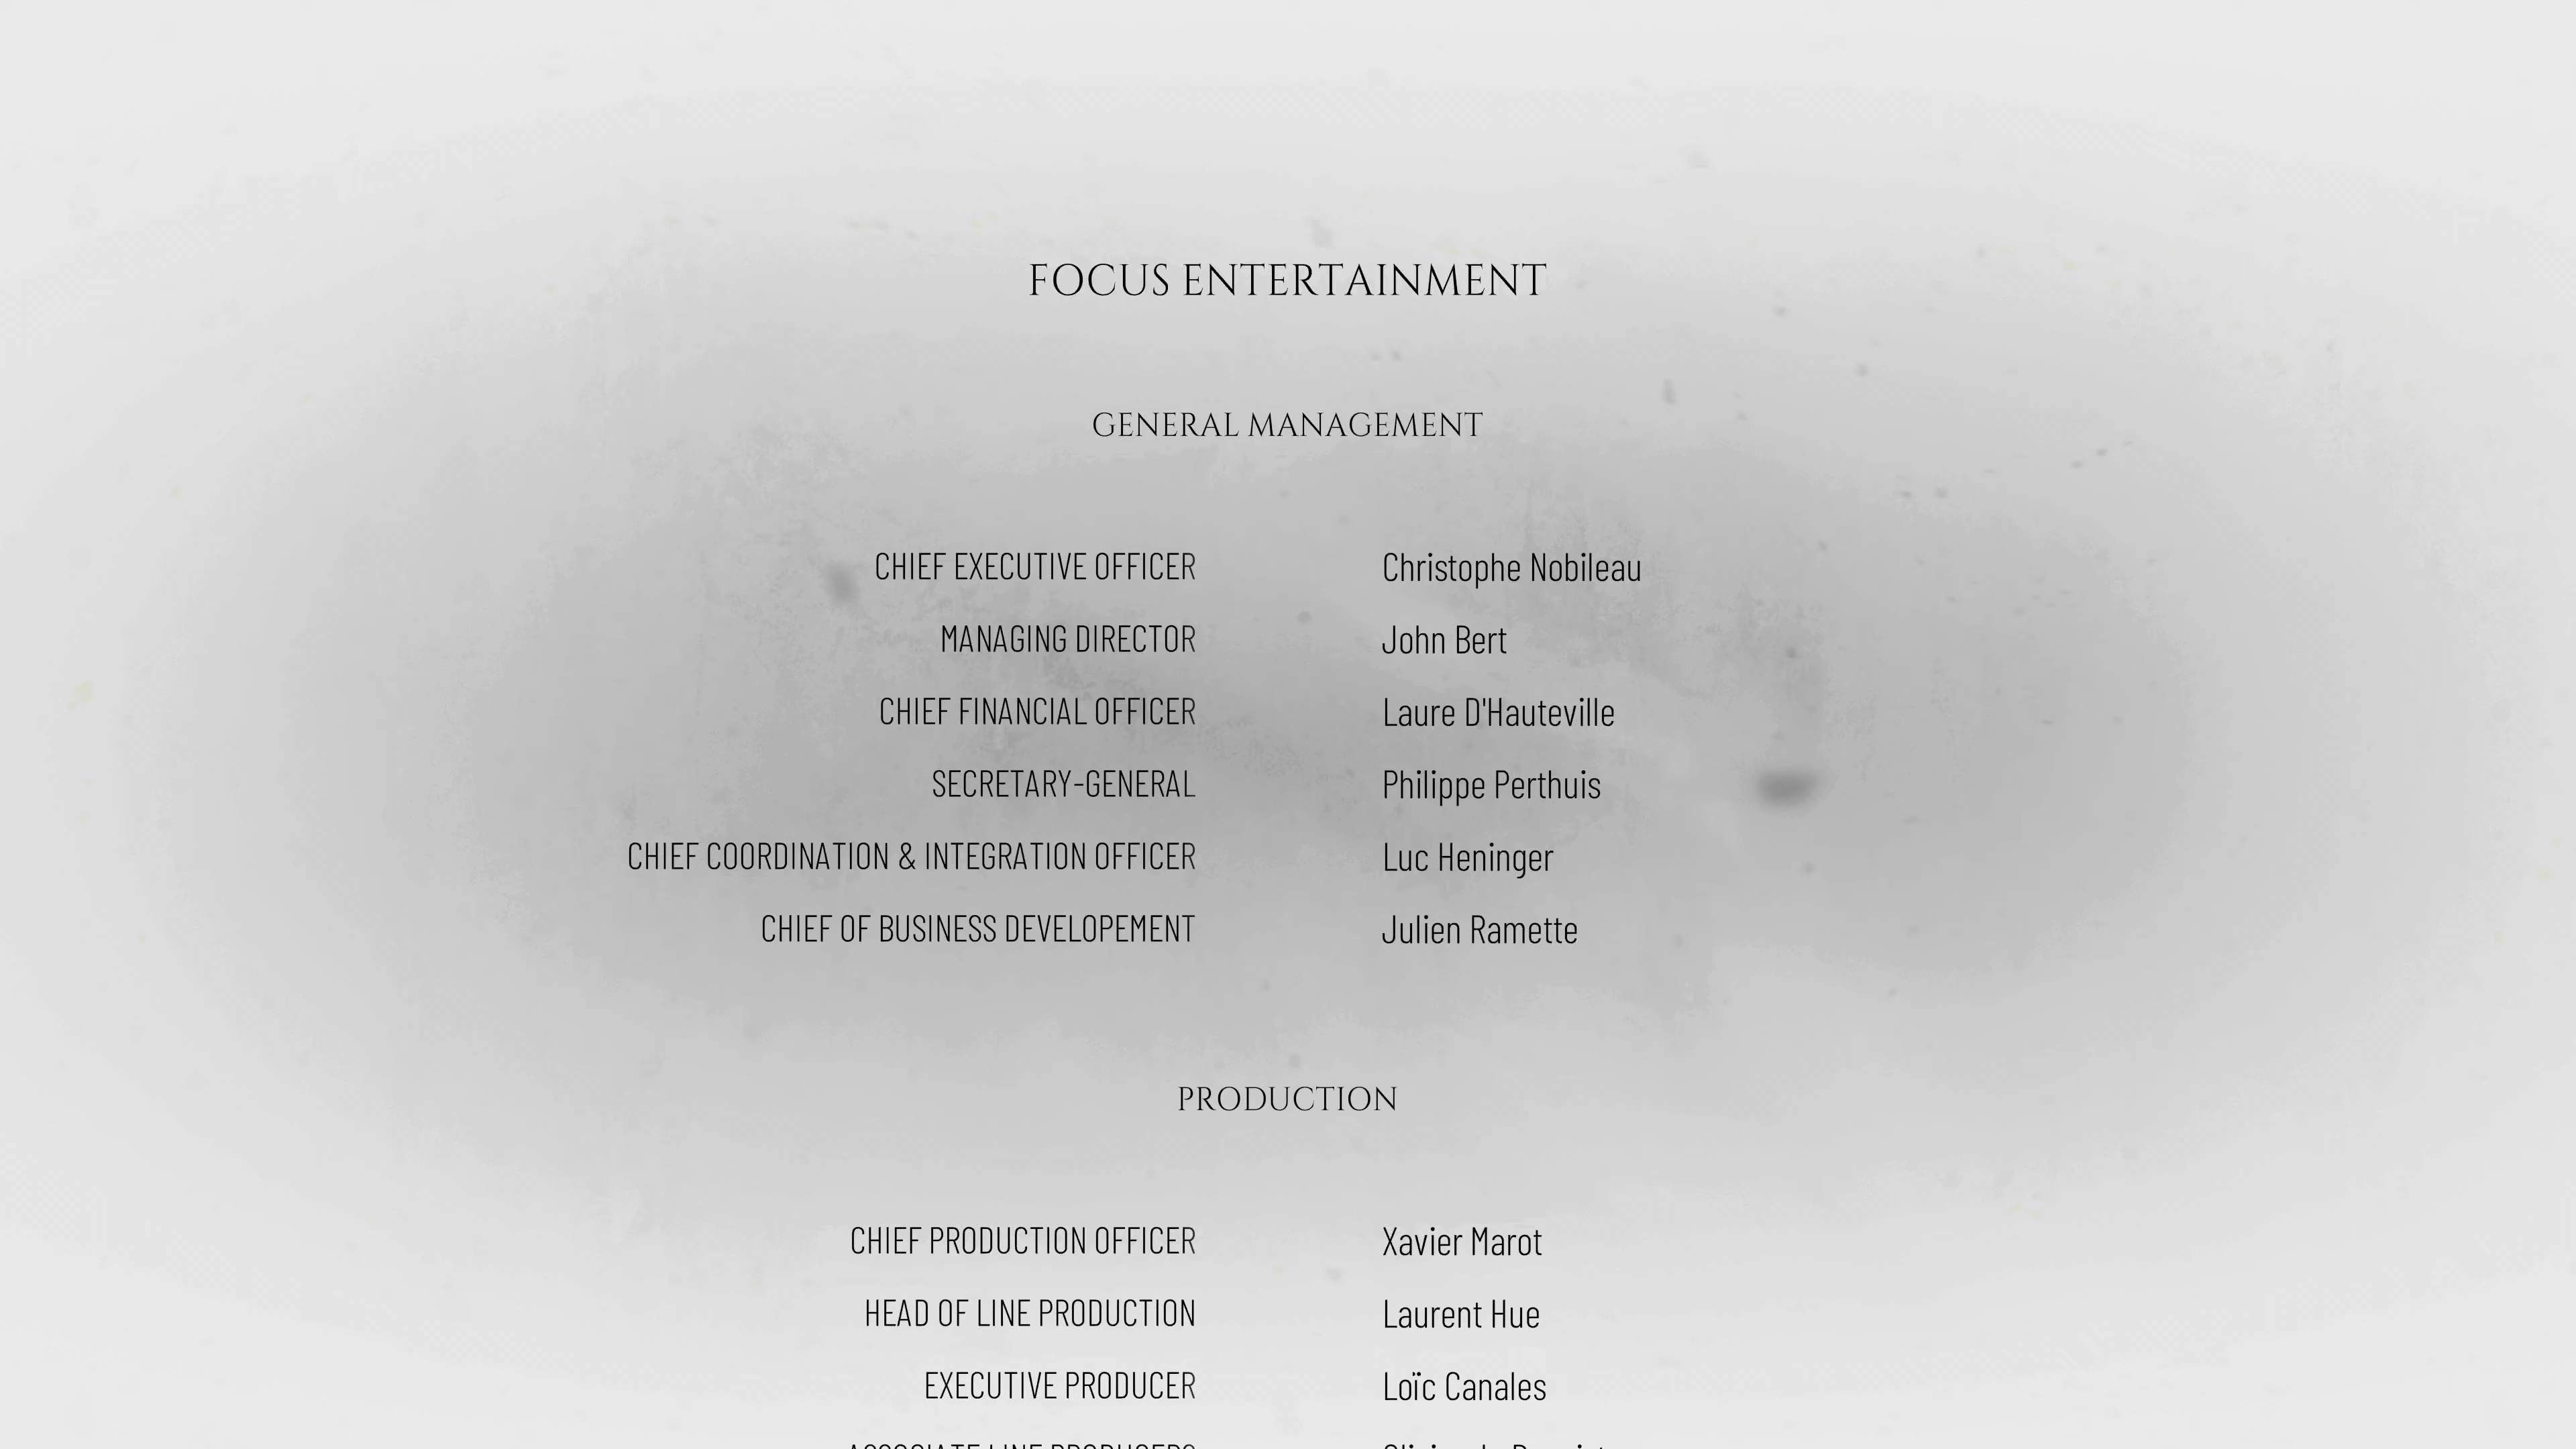 FOCUS ENTERTAINMENT
GENERAL MANAGEMENT
CHIEF EXECUTIVE OFFICER Christophe Nobileau
MANAGING DIRECTOR John Bert
CHIEF FINANCIAL OFFICER Laure D'Hauteville
SECRETARY-GENERAL Philippe Perthuis
CHIEF COORDINATION & INTEGRATION OFFICER Luc Heninger
CHIEF OF BUSINESS DEVELOPEMENT Julien Ramette
PRODUCTION
CHIEF PRODUCTION OFFICER Xavier Marot
HEAD OF LINE PRODUCTION Laurent Hue
EXECUTIVE PRODUCER Loïc Canales